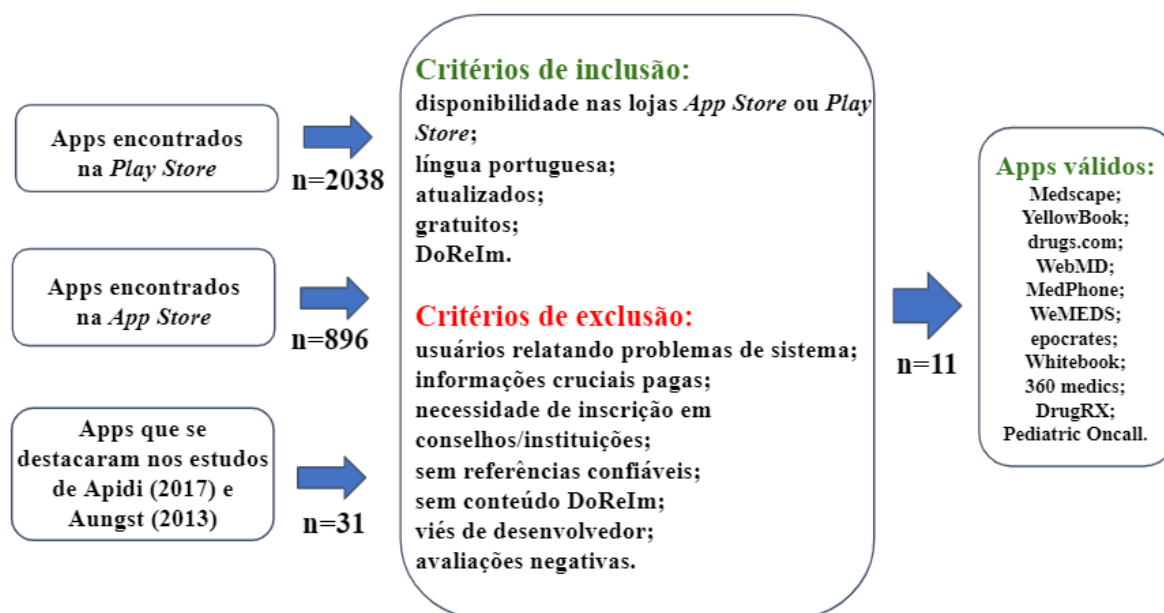 Apps encontrados
na Play Store
n=2038
Apps encontrados
na App Store
n=896
Apps que se
destacaram nos estudos
de Apidi (2017) e
Aungst (2013)
n=31
Critérios de inclusão:
disponibilidade nas lojas App Store ou Play
Store;
língua portuguesa;
atualizados;
gratuitos;
DoReIm.
Critérios de exclusão:
usuários relatando problemas de sistema;
informações cruciais pagas;
necessidade de inscrição em
conselhos/instituições;
sem referências confiáveis;
sem conteúdo DoReIm;
viés de desenvolvedor;
avaliações negativas.
n=11
Apps válidos:
Medscape;
YellowBook;
drugs.com;
WebMD;
MedPhone;
WeMEDS;
epocrates;
Whitebook;
360 medics;
DrugRX;
Pediatric Oncall.